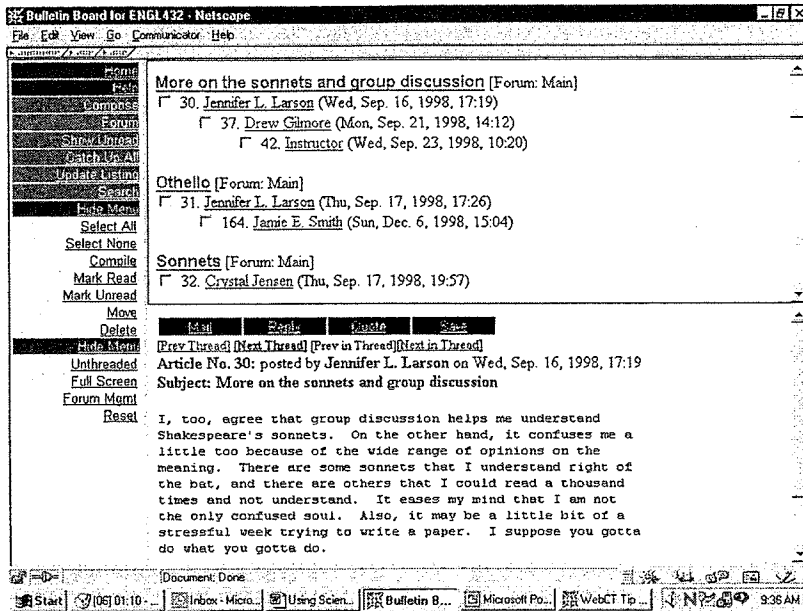 Bulletin Board for ENGL432 - Netscape
File Edit View Go Communicator Help
Home
Help
Compose
Forum
Show Unread
Catch Up All
Update Listing
Search
Hide Menu
Select All
Select None
Compile
Mark Read
Mark Unread
Move
Delete
Hide Menu
Unthreaded
Full Screen
Forum Mgmt
Reset
More on the sonnets and group discussion [Forum: Main]
30. Jennifer L. Larson (Wed, Sep. 16, 1998, 17:19)
37. Drew Gilmore (Mon, Sep. 21, 1998, 14:12)
42. Instructor (Wed, Sep. 23, 1998, 10:20)
Othello [Forum: Main]
31. Jennifer L. Larson (Thu, Sep. 17, 1998, 17:26)
164. Jamie E. Smith (Sun, Dec. 6, 1998, 15:04)
Sonnets [Forum: Main]
32. Crystal Jensen (Thu, Sep. 17, 1998, 19:57)
Mail Reply Quote Save
[Prev Thread] [Next Thread] [Prev in Thread] [Next in Thread]
Article No. 30: posted by Jennifer L. Larson on Wed, Sep. 16, 1998, 17:19
Subject: More on the sonnets and group discussion
I, too, agree that group discussion helps me understand
Shakespeare's sonnets. On the other hand, it confuses me a
little too because of the wide range of opinions on the
meaning. There are some sonnets that I understand right of
the bat, and there are others that I could read a thousand
times and not understand. It eases my mind that I am not
the only confused soul. Also, it may be a little bit of a
stressful week trying to write a paper. I suppose you gotta
do what you gotta do.
Document: Done
Start [06] 01:10 - ... Inbox - Micro... Using Scien... Bulletin B... Microsoft Po... WebCT Tip ... 9:36 AM